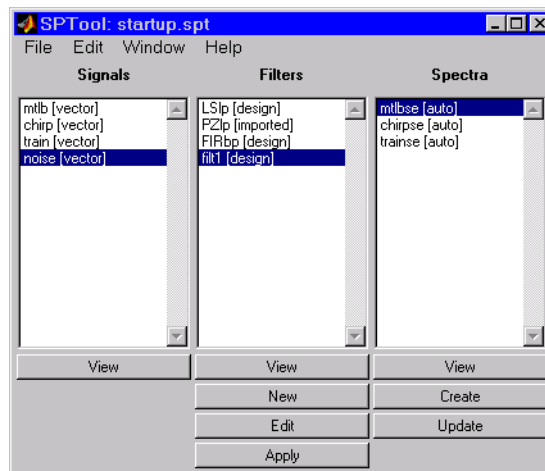 SPTool: startup.spt
File Edit Window Help
Signals Filters Spectra
mtlb [vector]
chirp [vector]
train [vector]
noise [vector]
LSlp [design]
PZlp [imported]
FIRbp [design]
filt1 [design]
mtlbse [auto]
chirpse [auto]
trainse [auto]
View View View
New Create
Edit Update
Apply